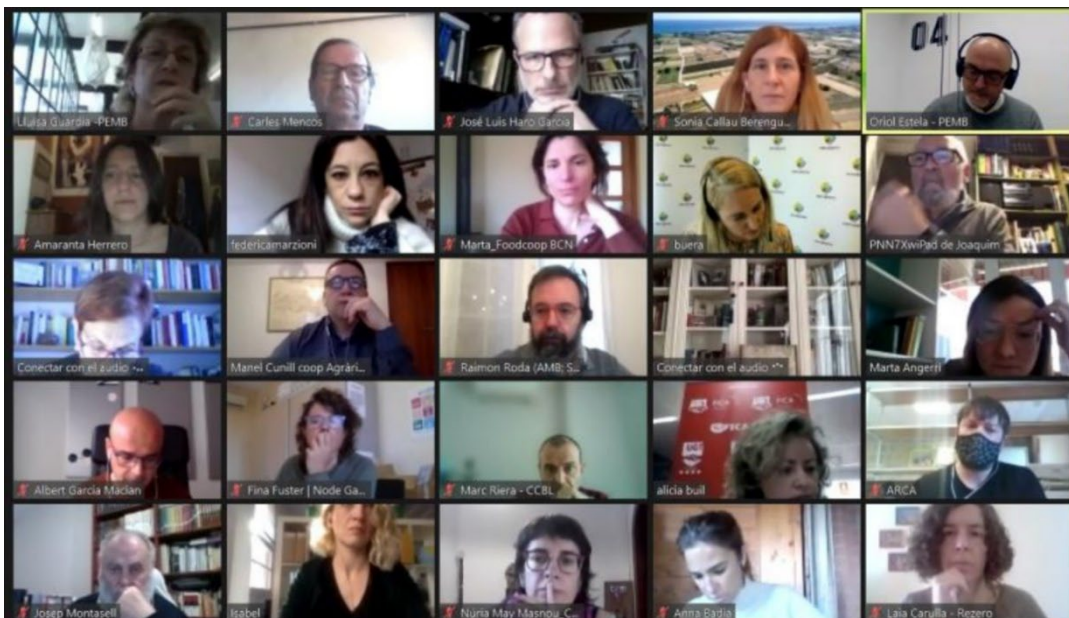 Lluïsa Guardia -PEMB
Carles Mencos
José Luis Haro Garcia
Sonia Callau Berengu...
04
Oriol Estela - PEMB
Amaranta Herrero
federicamarzioni
Marta_Foodcoop BCN
buera
PNN7XwiPad de Joaquim
Conectar con el audio
Manel Cunill coop Agràri...
Raimon Roda (AMB; S...
Conectar con el audio
Marta Angerri
Albert García Macian
Fina Fuster | Node Ga...
Marc Riera - CCBL
alicia buil
ARCA
Josep Montasell
Isabel
Núria May Masnou_C...
Anna Badia
Laia Carulla - Rezero